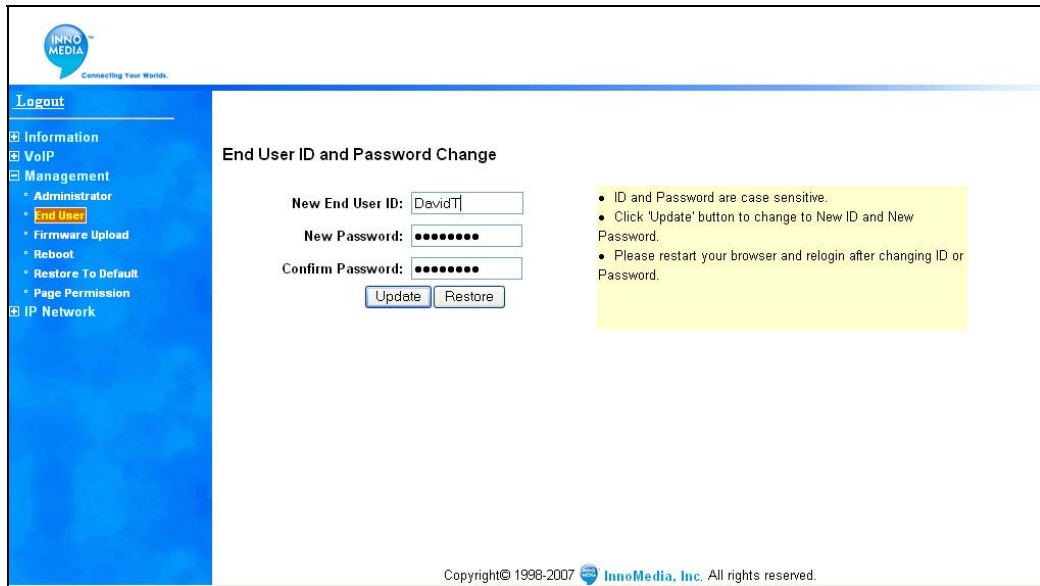 INNO
MEDIA
™
Connecting Your Worlds.
Logout
Information
VoIP
Management
Administrator
End User
Firmware Upload
Reboot
Restore To Default
Page Permission
IP Network
End User ID and Password Change
New End User ID: DavidT
New Password: ●●●●●●●●
Confirm Password: ●●●●●●●●
Update Restore
• ID and Password are case sensitive.
• Click 'Update' button to change to New ID and New
Password.
• Please restart your browser and relogin after changing ID or
Password.
Copyright© 1998-2007 InnoMedia, Inc. All rights reserved.